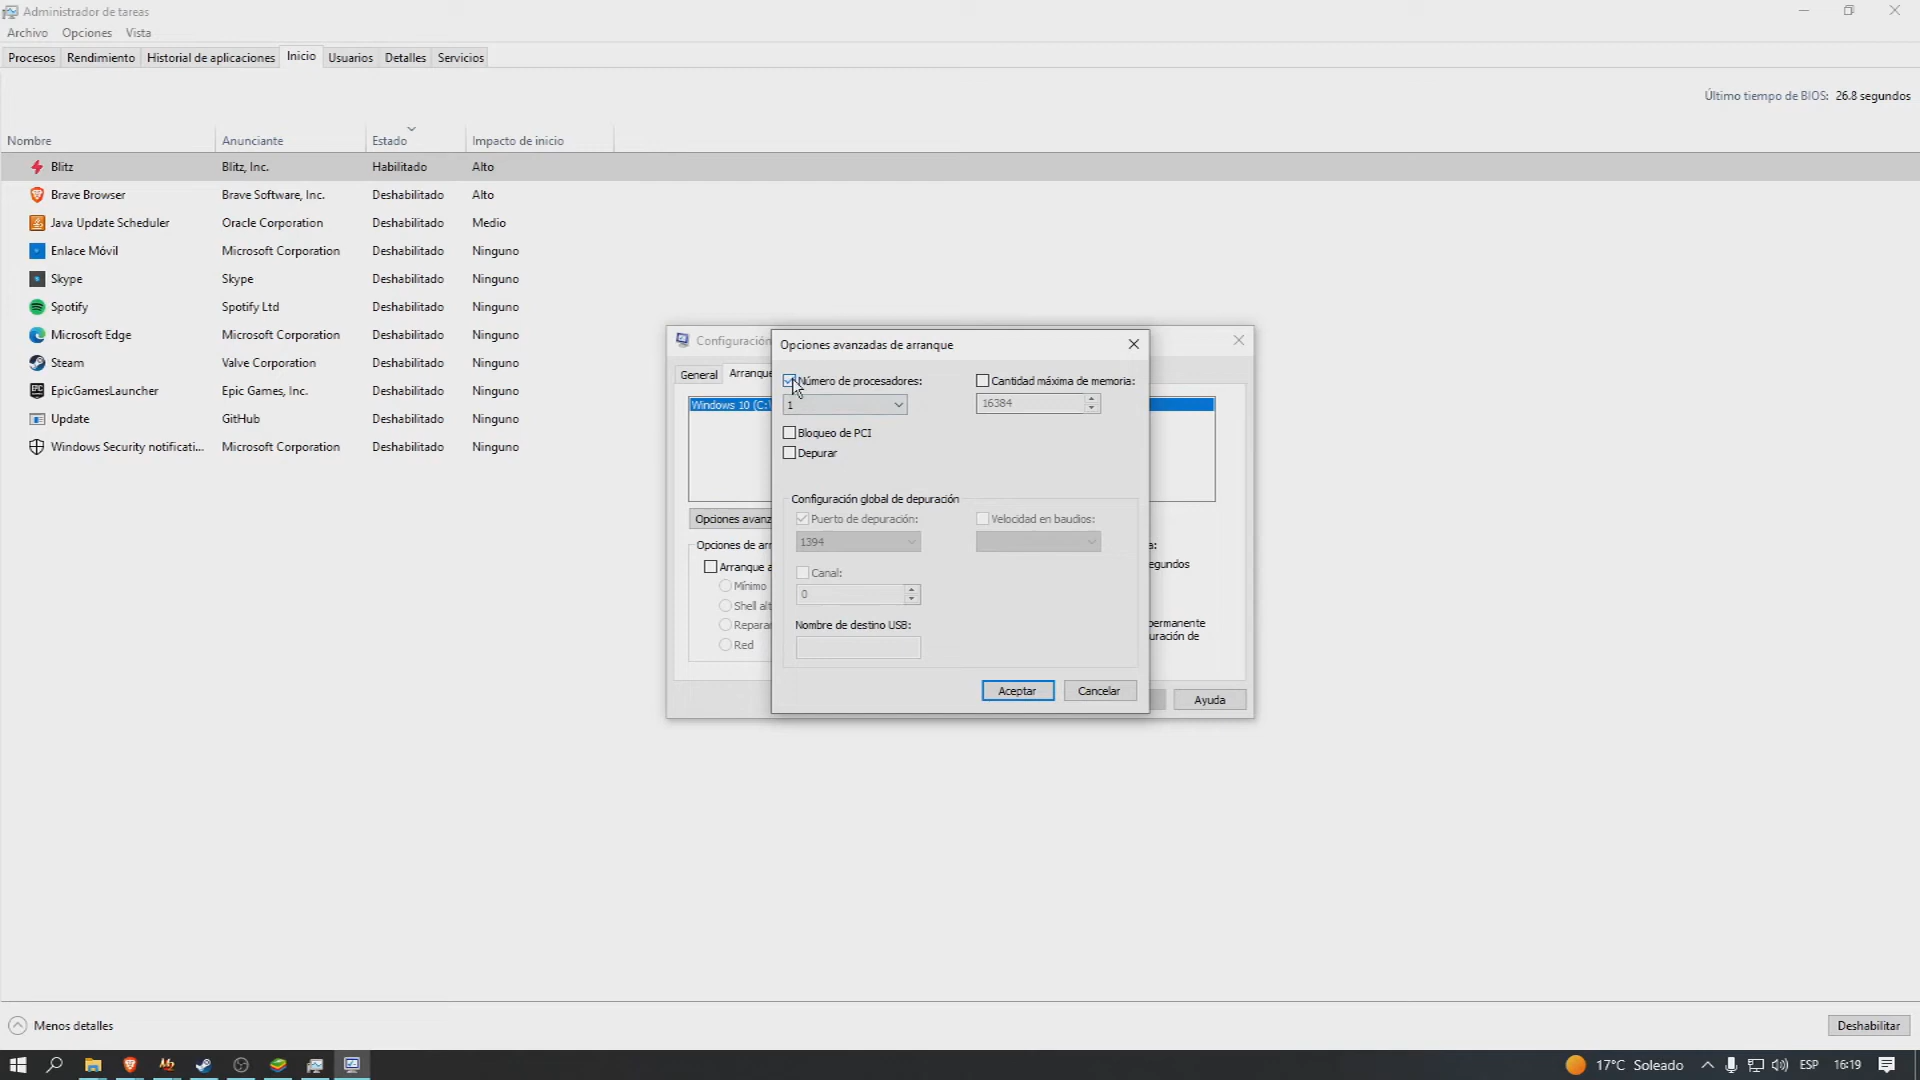 Administrador de tareas
Archivo Opciones Vista
Procesos Rendimiento Historial de aplicaciones Inicio Usuarios Detalles Servicios
Último tiempo de BIOS: 26.8 segundos
Nombre Anunciante Estado Impacto de inicio
Blitz Blitz, Inc. Habilitado Alto
Brave Browser Brave Software, Inc. Deshabilitado Alto
Java Update Scheduler Oracle Corporation Deshabilitado Medio
Enlace Móvil Microsoft Corporation Deshabilitado Ninguno
Skype Skype Deshabilitado Ninguno
Spotify Spotify Ltd Deshabilitado Ninguno
Microsoft Edge Microsoft Corporation Deshabilitado Ninguno
Steam Valve Corporation Deshabilitado Ninguno
EpicGamesLauncher Epic Games, Inc. Deshabilitado Ninguno
Update GitHub Deshabilitado Ninguno
Windows Security notificati... Microsoft Corporation Deshabilitado Ninguno
Configuración
General Arranque
Windows 10 (C:\
Opciones avanz
Opciones de arr
Arranque a
Mínimo
Shell alt
Repara
Red
a:
egundos
permanente
uración de
Ayuda
Opciones avanzadas de arranque
Número de procesadores: Cantidad máxima de memoria:
1 16384
Bloqueo de PCI
Depurar
Configuración global de depuración
Puerto de depuración: Velocidad en baudios:
1394
Canal:
0
Nombre de destino USB:
Aceptar Cancelar
Menos detalles Deshabilitar
17°C Soleado ESP 16:19